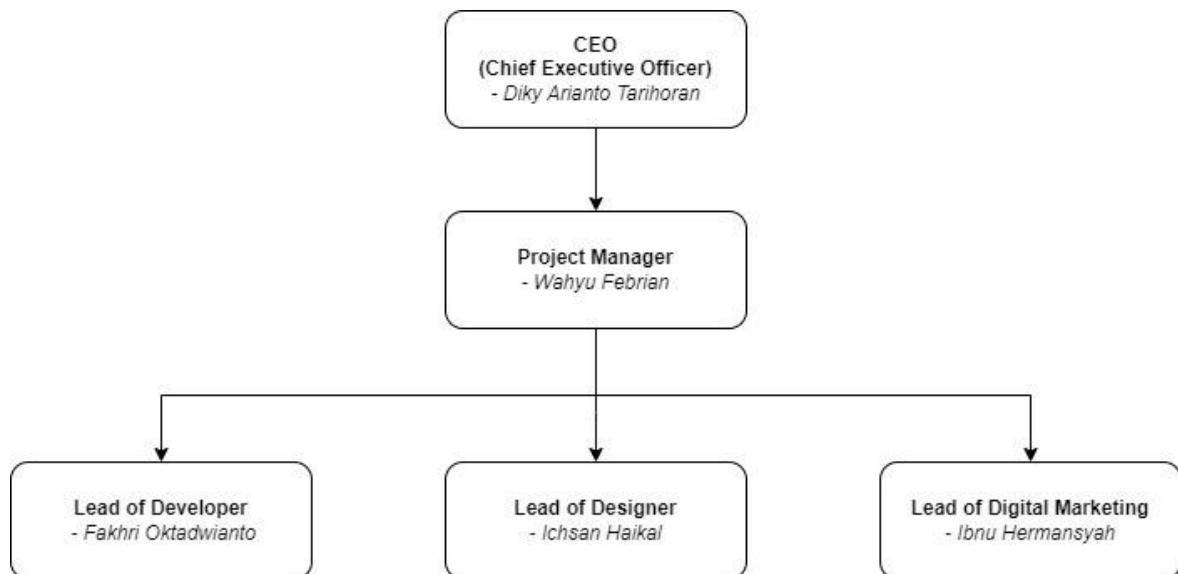 CEO
(Chief Executive Officer)
- Diky Arianto Tarihoran
Project Manager
- Wahyu Febrian
Lead of Developer
- Fakhri Oktadwianto
Lead of Designer
- Ichsan Haikal
Lead of Digital Marketing
- Ibnu Hermansyah